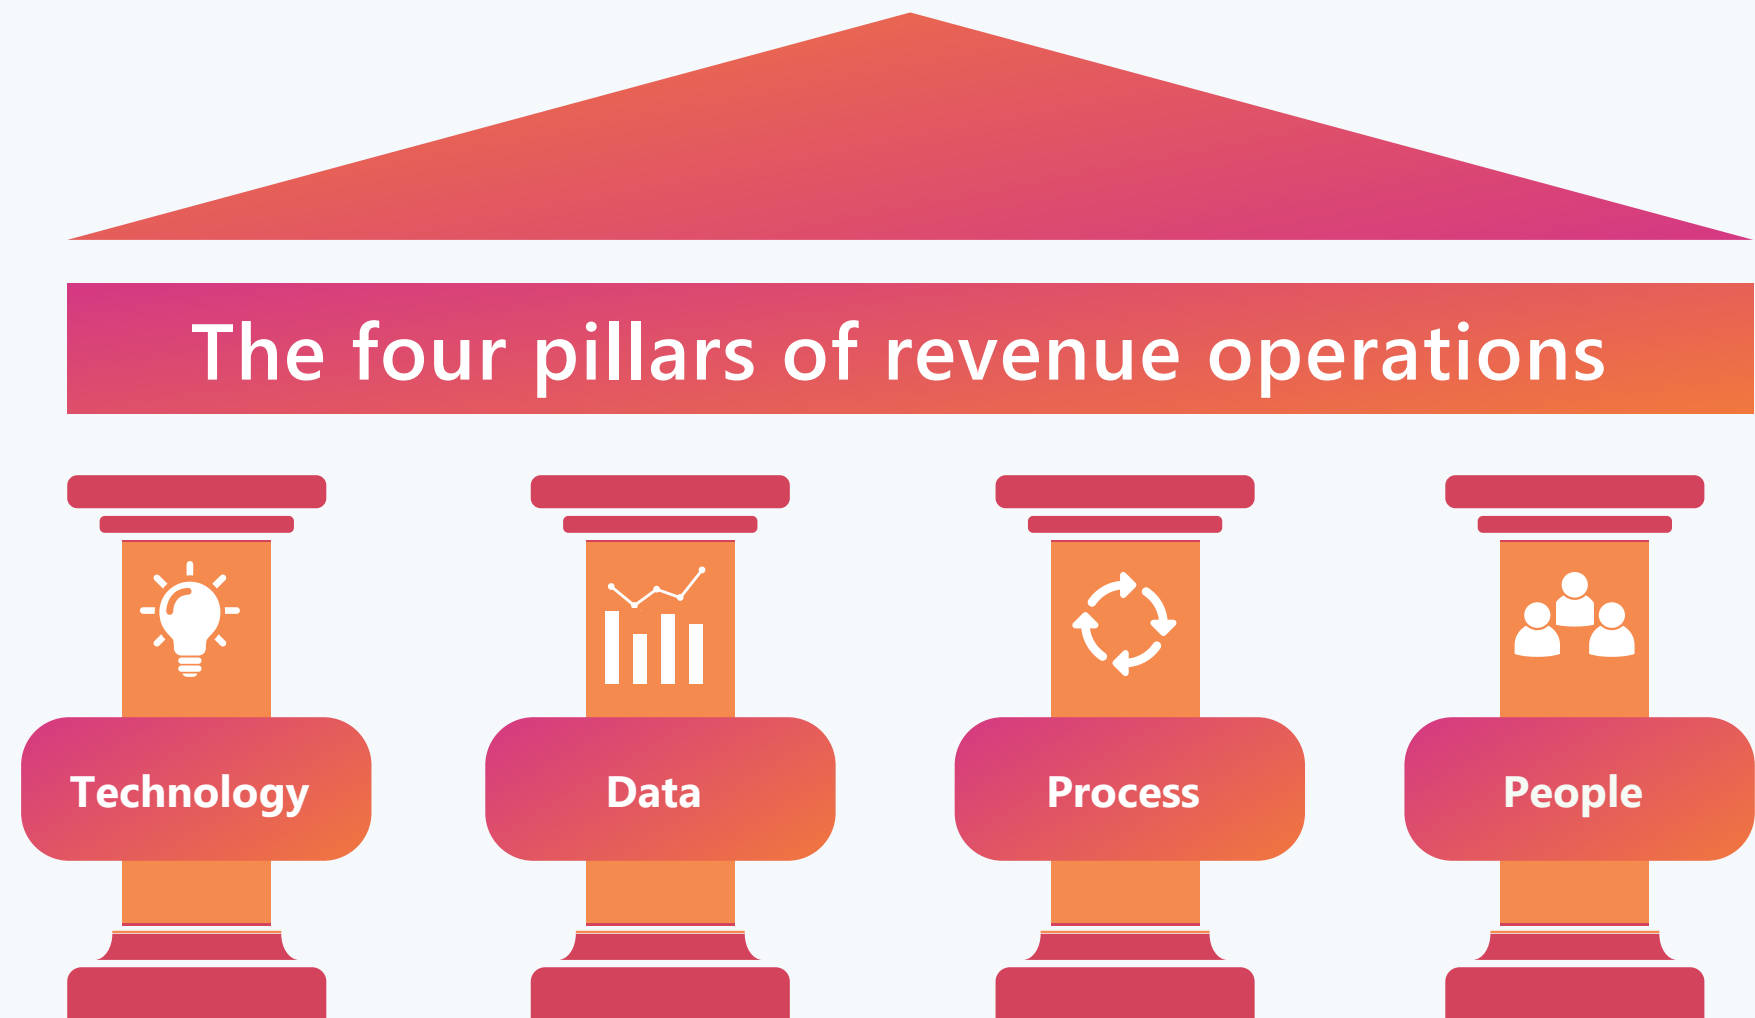 The four pillars of revenue operations
Technology
Data
Process
People